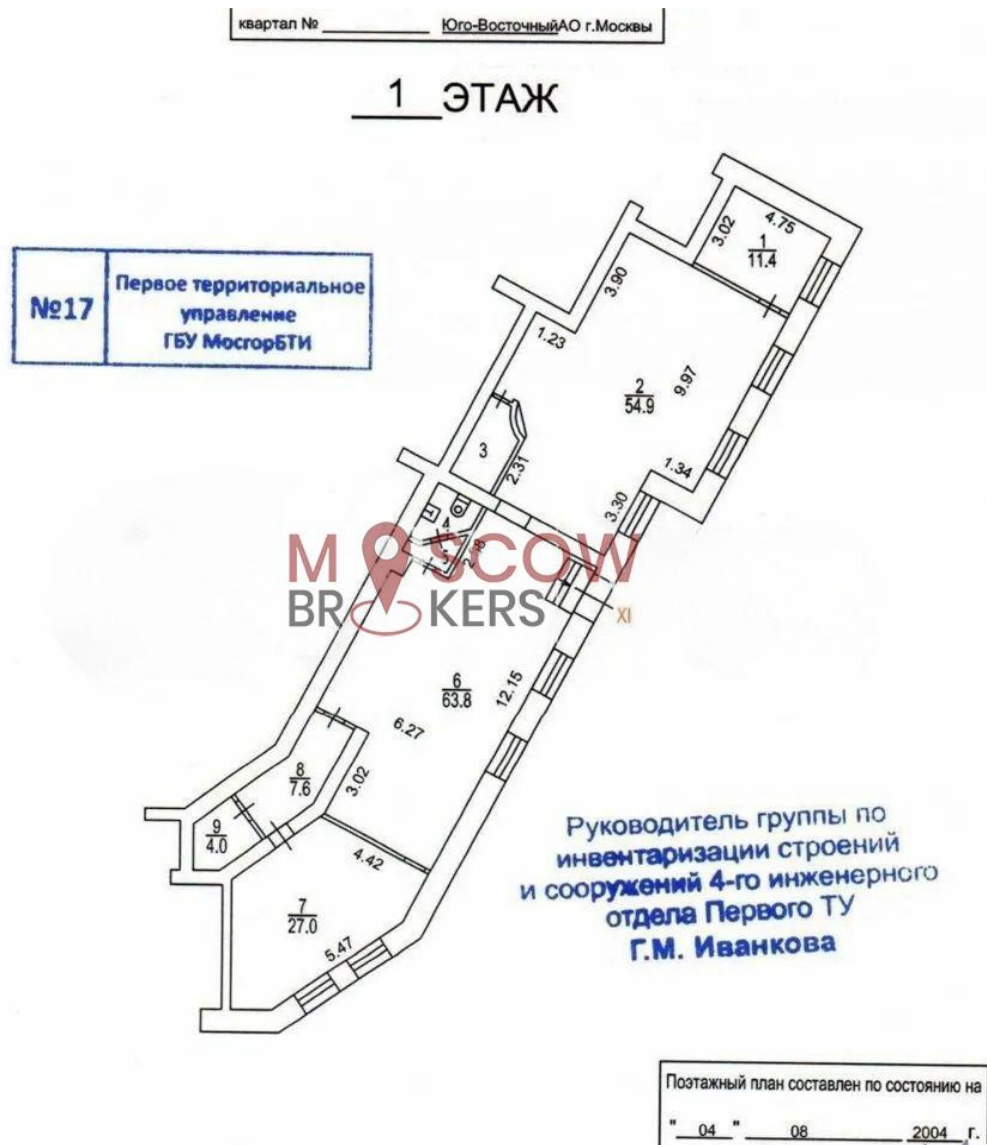 квартал № ________ Юго-ВосточныйАО г.Москвы
1 ЭТАЖ
№17
Первое территориальное
управление
ГБУ МосгорБТИ
4.75
3.02
1
11.4
3.90
1.23
2
54.9
9.97
3
2.31
1.34
3.30
4
5
MOSCOW
BROKERS
XI
6
63.8
12.15
6.27
8
7.6
3.02
9
4.0
4.42
7
27.0
5.47
Руководитель группы по
инвентаризации строений
и сооружений 4-го инженерного
отдела Первого ТУ
Г.М. Иванкова
Поэтажный план составлен по состоянию на
" 04 " 08 2004 г.